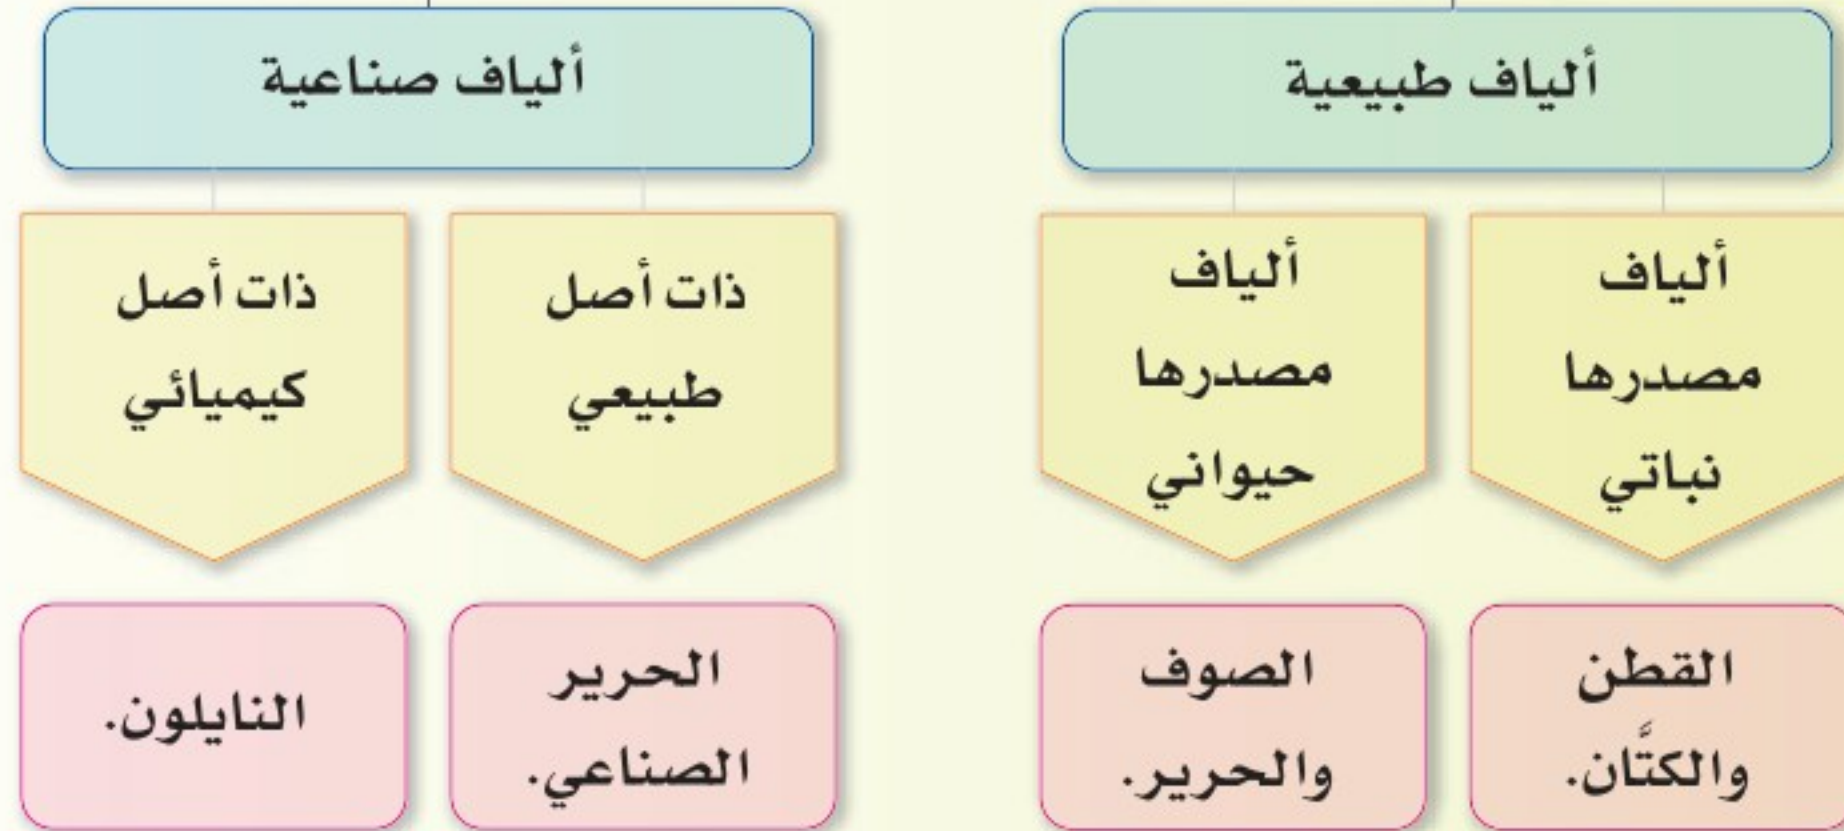 ألياف طبيعية
ألياف
مصدرها
نباتي
القطن
والكتَّان.
ألياف
مصدرها
حيواني
الصوف
والحرير.
ألياف صناعية
ذات أصل
طبيعي
الحرير
الصناعي.
ذات أصل
كيميائي
النايلون.